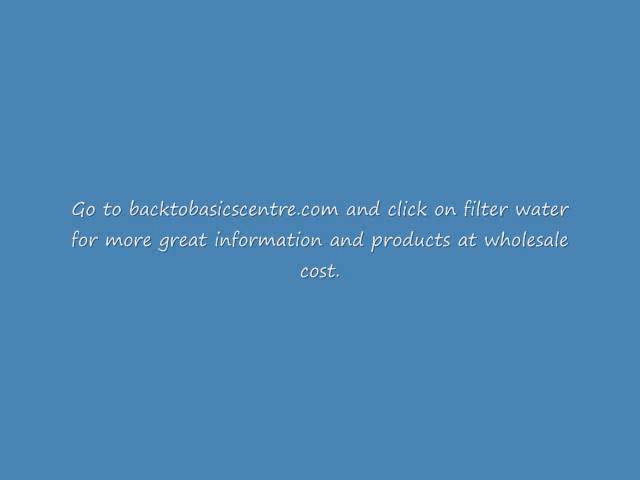 Go to backtobasicscentre.com and click on filter water
for more great information and products at wholesale
cost.